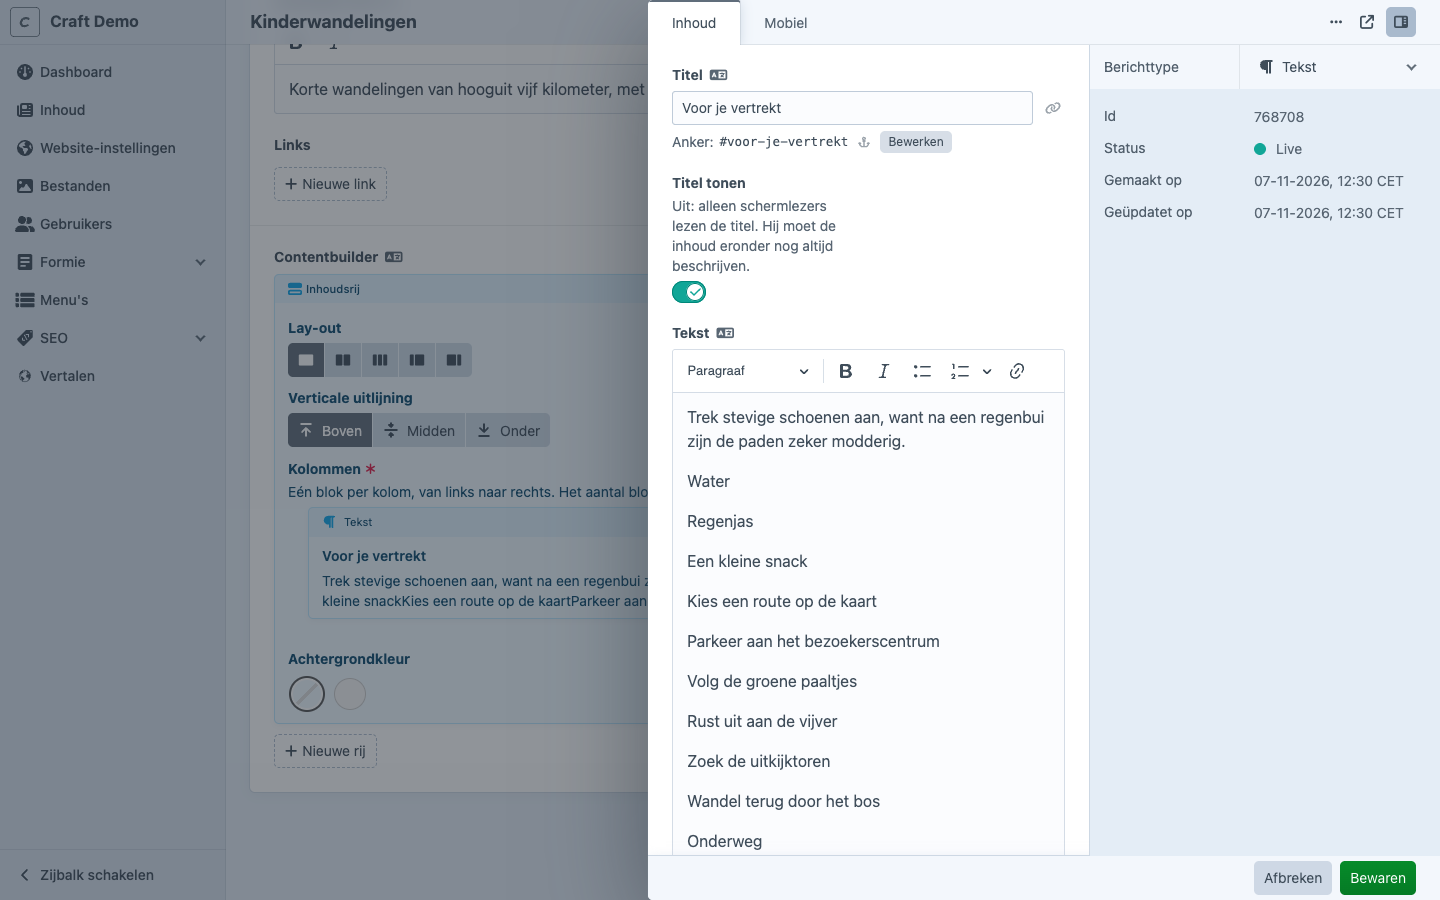 C Craft Demo
Dashboard
Inhoud
Website-instellingen
Bestanden
Gebruikers
Formie
Menu's
SEO
Vertalen
Zijbalk schakelen
Kinderwandelingen
Korte wandelingen van hooguit vijf kilometer, met
Links
Nieuwe link
Contentbuilder
Inhoudsrij
Lay-out
Verticale uitlijning
Boven Midden Onder
Kolommen
Eén blok per kolom, van links naar rechts. Het aantal blo
Tekst
Voor je vertrekt
Trek stevige schoenen aan, want na een regenbui
kleine snackKies een route op de kaartParkeer aan
Achtergrondkleur
Nieuwe rij
Inhoud Mobiel
Titel
Voor je vertrekt
Anker: #voor-je-vertrekt Bewerken
Titel tonen
Uit: alleen schermlezers
lezen de titel. Hij moet de
inhoud eronder nog altijd
beschrijven.
Tekst
Paragraaf B I
Trek stevige schoenen aan, want na een regenbui
zijn de paden zeker modderig.
Water
Regenjas
Een kleine snack
Kies een route op de kaart
Parkeer aan het bezoekerscentrum
Volg de groene paaltjes
Rust uit aan de vijver
Zoek de uitkijktoren
Wandel terug door het bos
Onderweg
Berichttype Tekst
Id 768708
Status Live
Gemaakt op 07-11-2026, 12:30 CET
Geüpdatet op 07-11-2026, 12:30 CET
Afbreken Bewaren